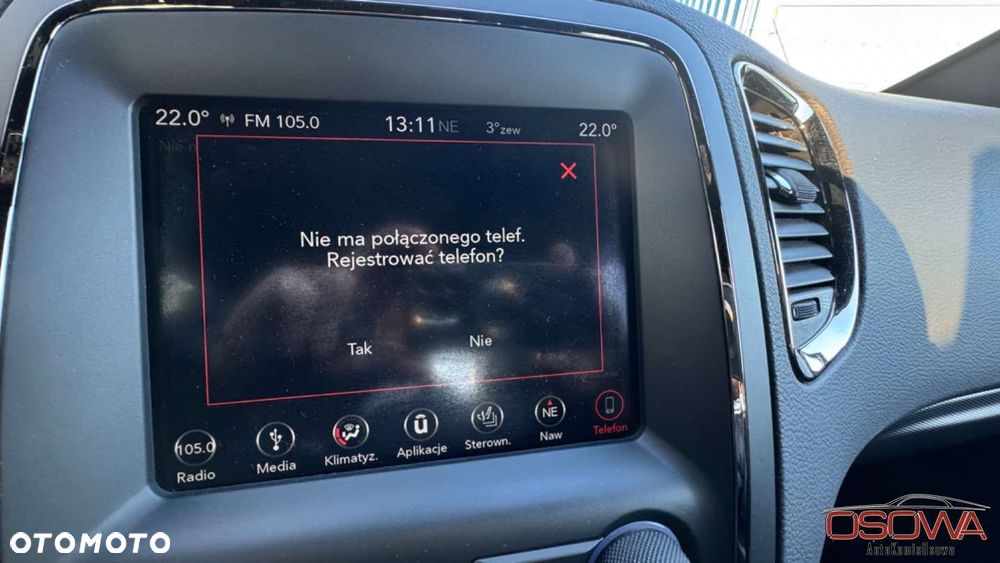 22.0° FM 105.0 13:11 NE 3°zew 22.0°
Nie ma połączonego telef.
Rejestrować telefon?
Tak Nie
105.0 NE
Radio Media Klimatyz. Aplikacje Sterown. Naw Telefon
OTOMOTO
OSOWA
AutoKomisOsowa